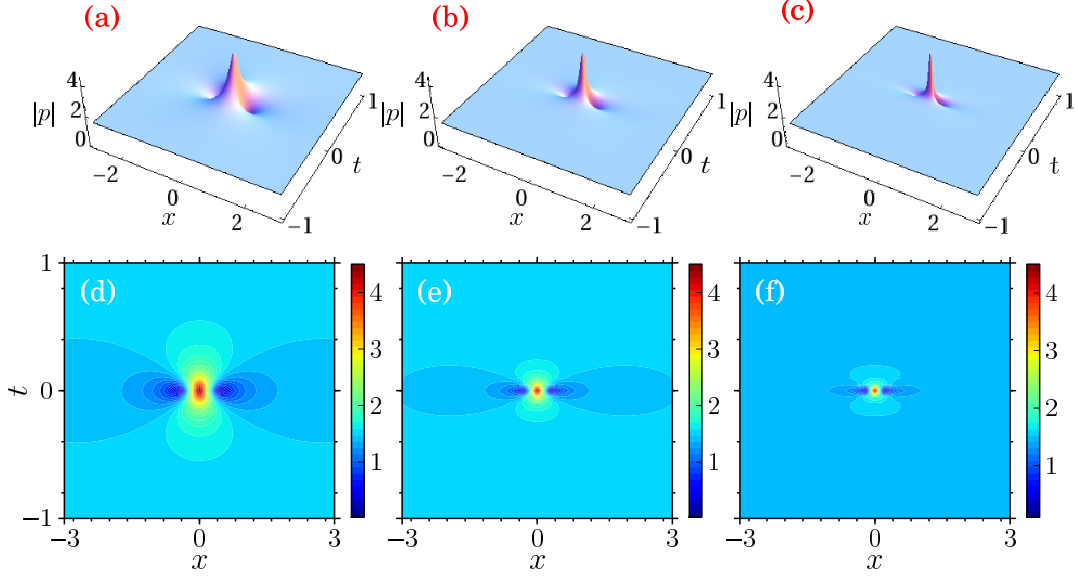 (a) (b) (c)
4 4 4
|p| 2 |p| 2 |p| 2
0 0 0
1 1 1
0 t 0 t 0 t
−2 0 2 −1 −2 0 2 −1 −2 0 2 −1
x x x
1 (d) 4 (e) 4 (f) 4
3 3 3
t 0
2 2 2
1 1 1
−1
−3 0 3 −3 0 3 −3 0 3
x x x